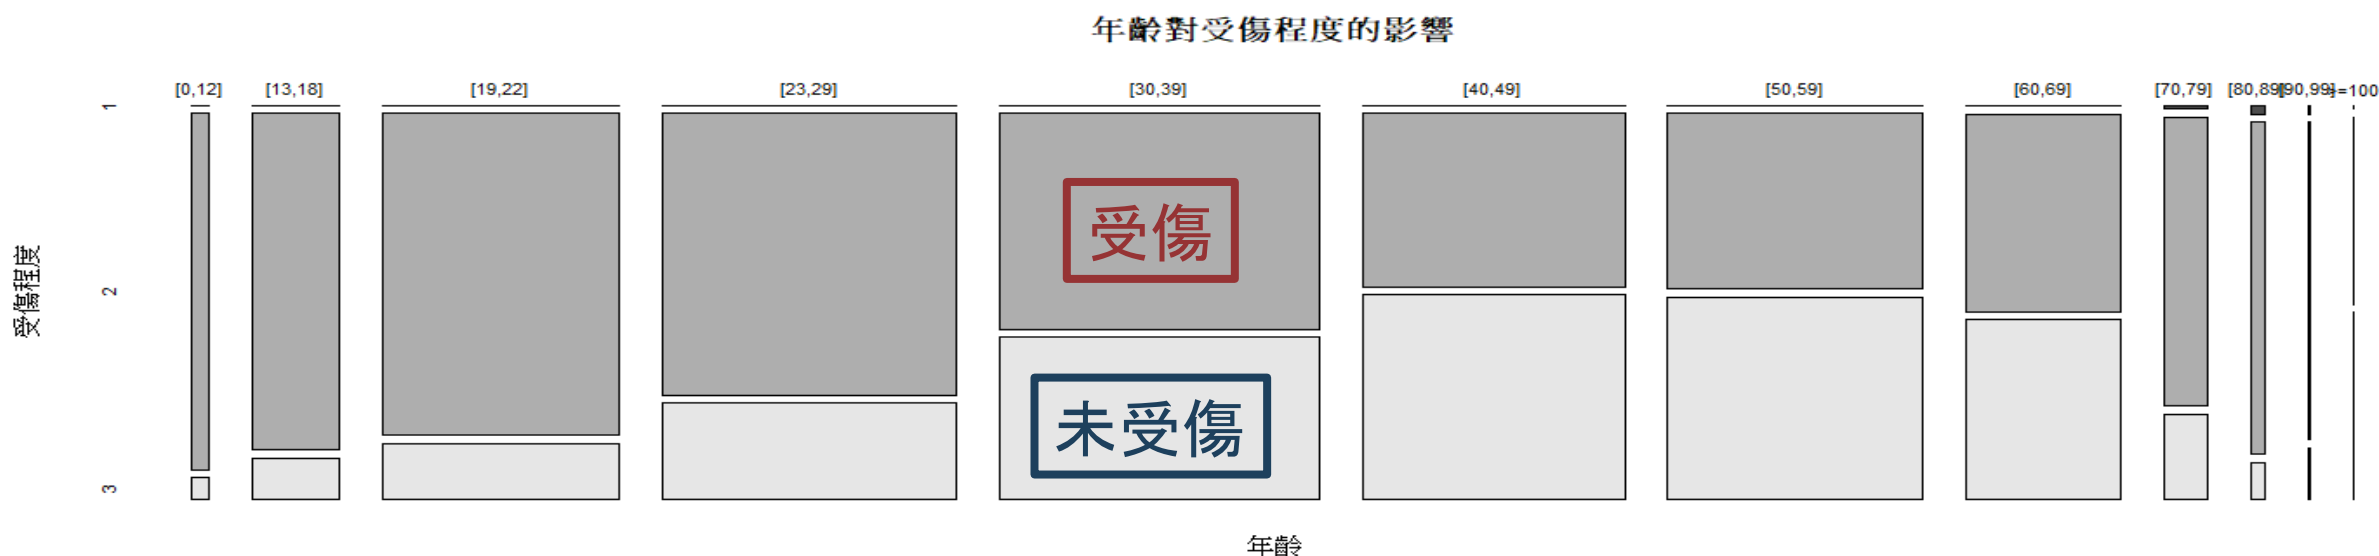 年齡對受傷程度的影響
[0,12] [13,18] [19,22] [23,29] [30,39] [40,49] [50,59] [60,69] [70,79] [80,89] [90,99] >=100
1
受傷
2
受傷程度
未受傷
3
年齡